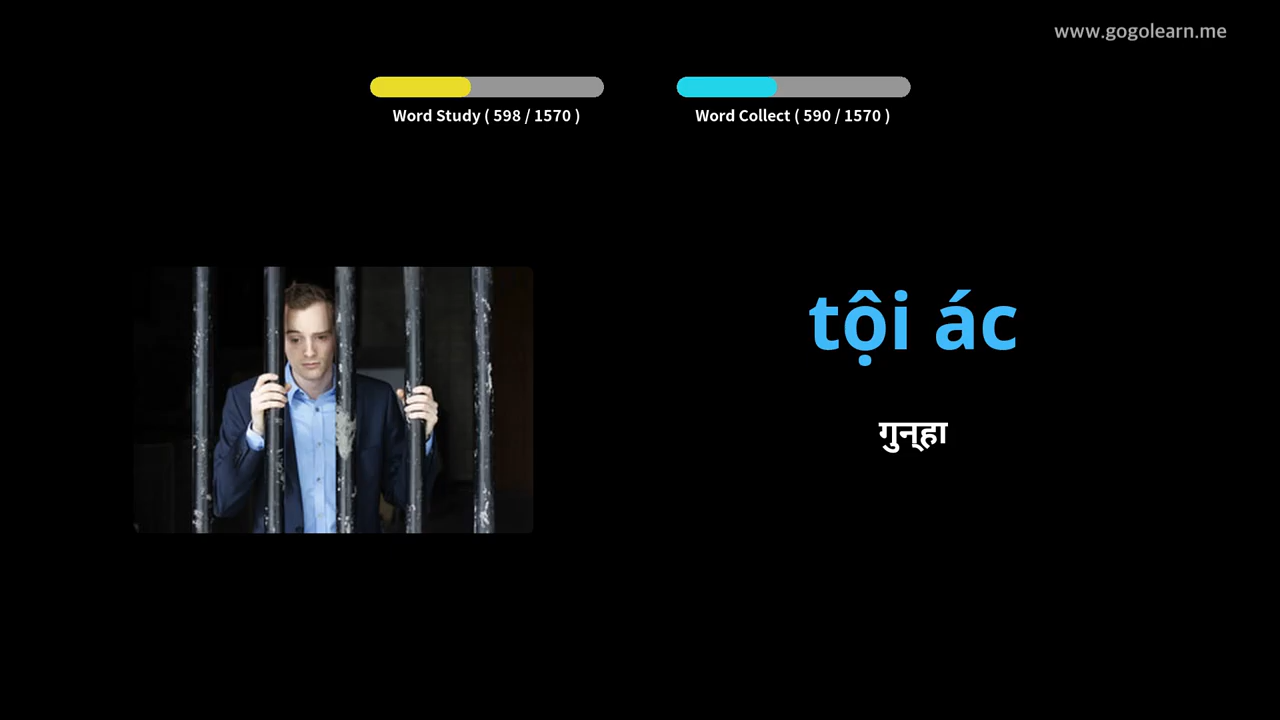 www.gogolearn.me
Word Study ( 598 / 1570 )
Word Collect ( 590 / 1570 )
tội ác
गुन्हा